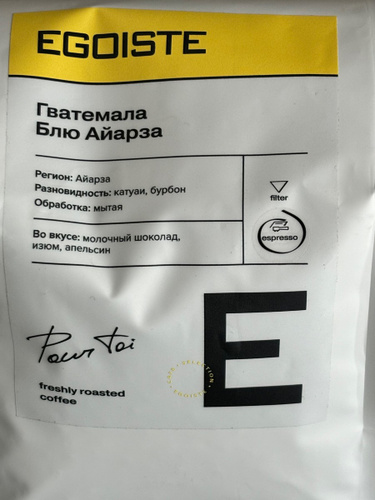 EGOISTE
Гватемала
Блю Айарза
Регион: Айарза
Разновидность: катуаи, бурбон
Обработка: мытая
filter
espresso
Во вкусе: молочный шоколад,
изюм, апельсин
Pour Toi
freshly roasted
coffee
E